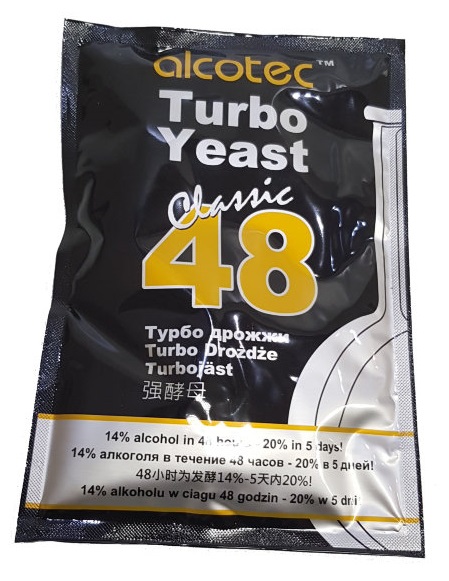 alcotec™
Turbo
Yeast
Classic
48
Турбо дрожжи
Turbo Drożdże
Turbojäst
强酵母
14% alcohol in 48 hours - 20% in 5 days!
14% алкоголя в течение 48 часов - 20% в 5 дней!
48小时为发酵14%-5天内20%!
14% alkoholu w ciągu 48 godzin - 20% w 5 dni!